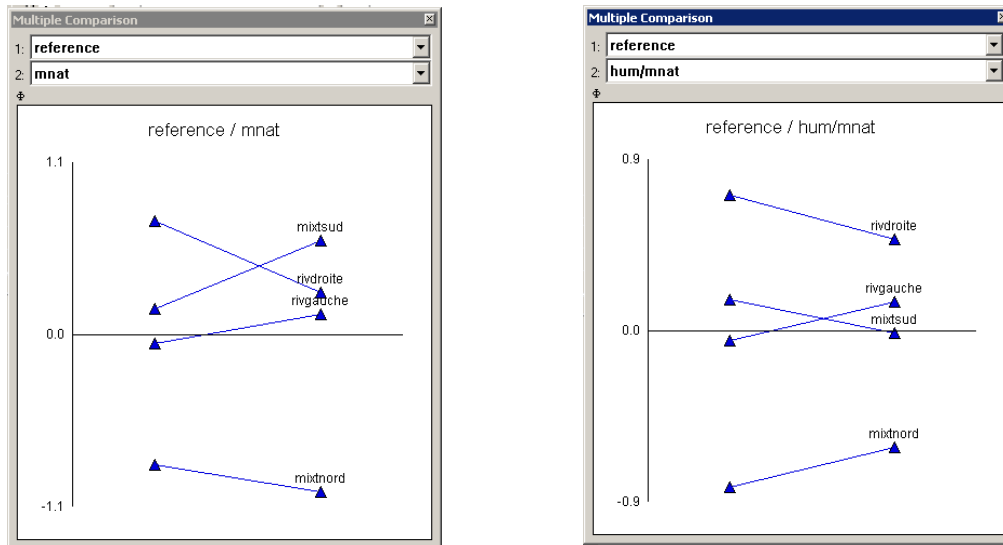 Multiple Comparison
1: reference
2: mnat
Φ
reference / mnat
1.1
mixtsud
rivdroite
rivgauche
0.0
mixtnord
-1.1
Multiple Comparison
1: reference
2: hum/mnat
Φ
reference / hum/mnat
0.9
rivdroite
rivgauche
0.0
mixtsud
mixtnord
-0.9